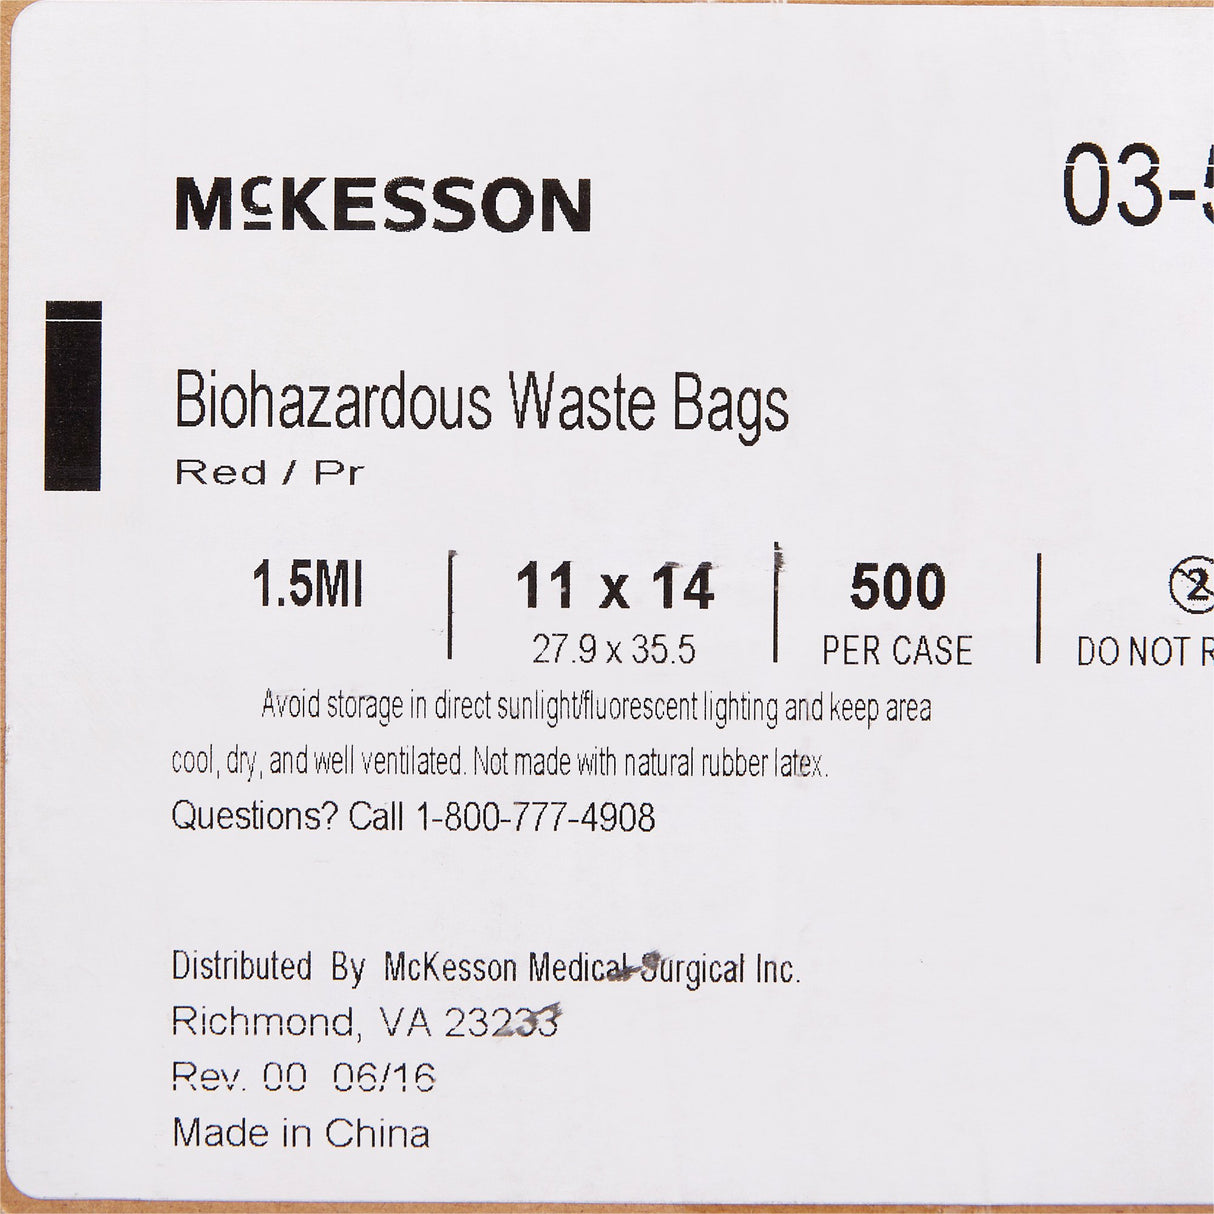 McKESSON
03-
Biohazardous Waste Bags
Red / Pr
1.5Ml
11 x 14
27.9 x 35.5
500
PER CASE
2
DO NOT
Avoid storage in direct sunlight/fluorescent lighting and keep area
cool, dry, and well ventilated. Not made with natural rubber latex.
Questions? Call 1-800-777-4908
Distributed By McKesson Medical-Surgical Inc.
Richmond, VA 23233
Rev. 00 06/16
Made in China